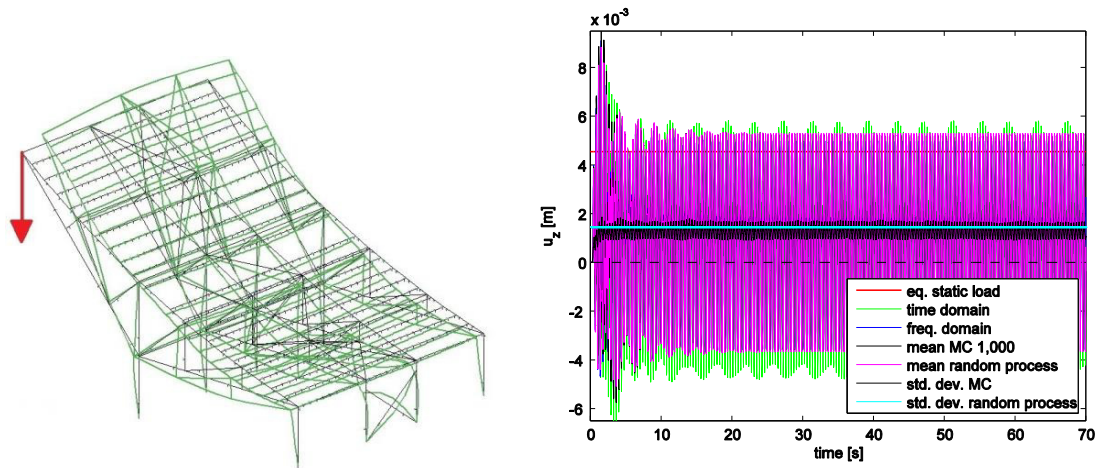 x 10⁻³
8
6
4
2
0
-2
-4
-6
u_z [m]
0 10 20 30 40 50 60 70
time [s]
eq. static load
time domain
freq. domain
mean MC 1,000
mean random process
std. dev. MC
std. dev. random process